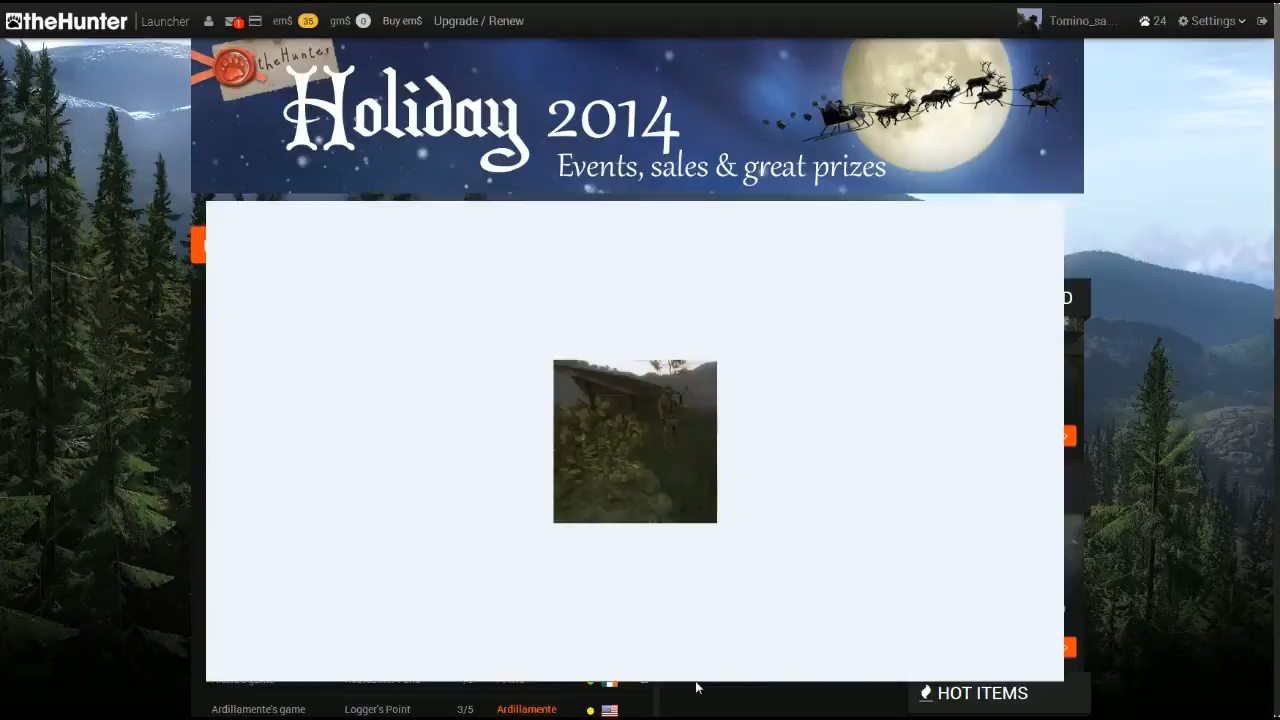 theHunter Launcher 1 em$ 35 gm$ 0 Buy em$ Upgrade / Renew Tomino_sa... 24 Settings
theHunter
Holiday 2014
Events, sales & great prizes
D
HOT ITEMS
Ardillamente's game Logger's Point 3/5 Ardillamente